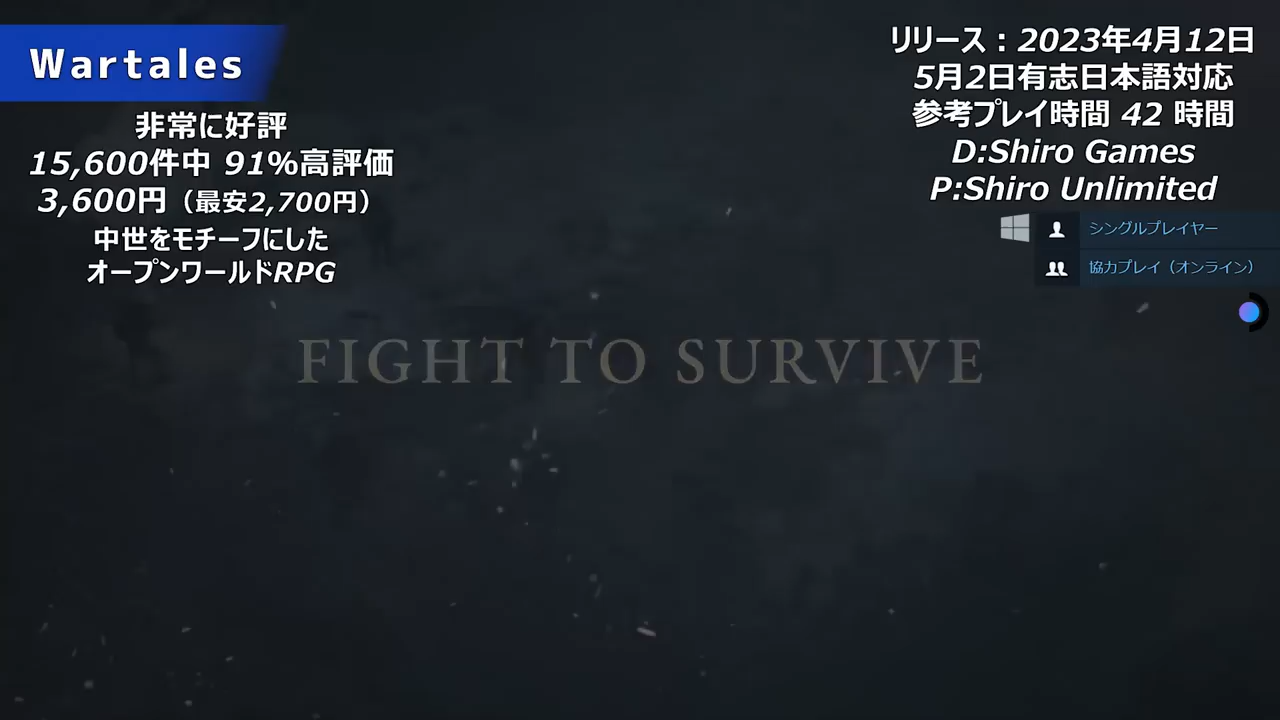 Wartales
非常に好評
15,600件中 91%高評価
3,600円（最安2,700円）
中世をモチーフにした
オープンワールドRPG
リリース：2023年4月12日
5月2日有志日本語対応
参考プレイ時間 42 時間
D:Shiro Games
P:Shiro Unlimited
シングルプレイヤー
協力プレイ（オンライン）
FIGHT TO SURVIVE